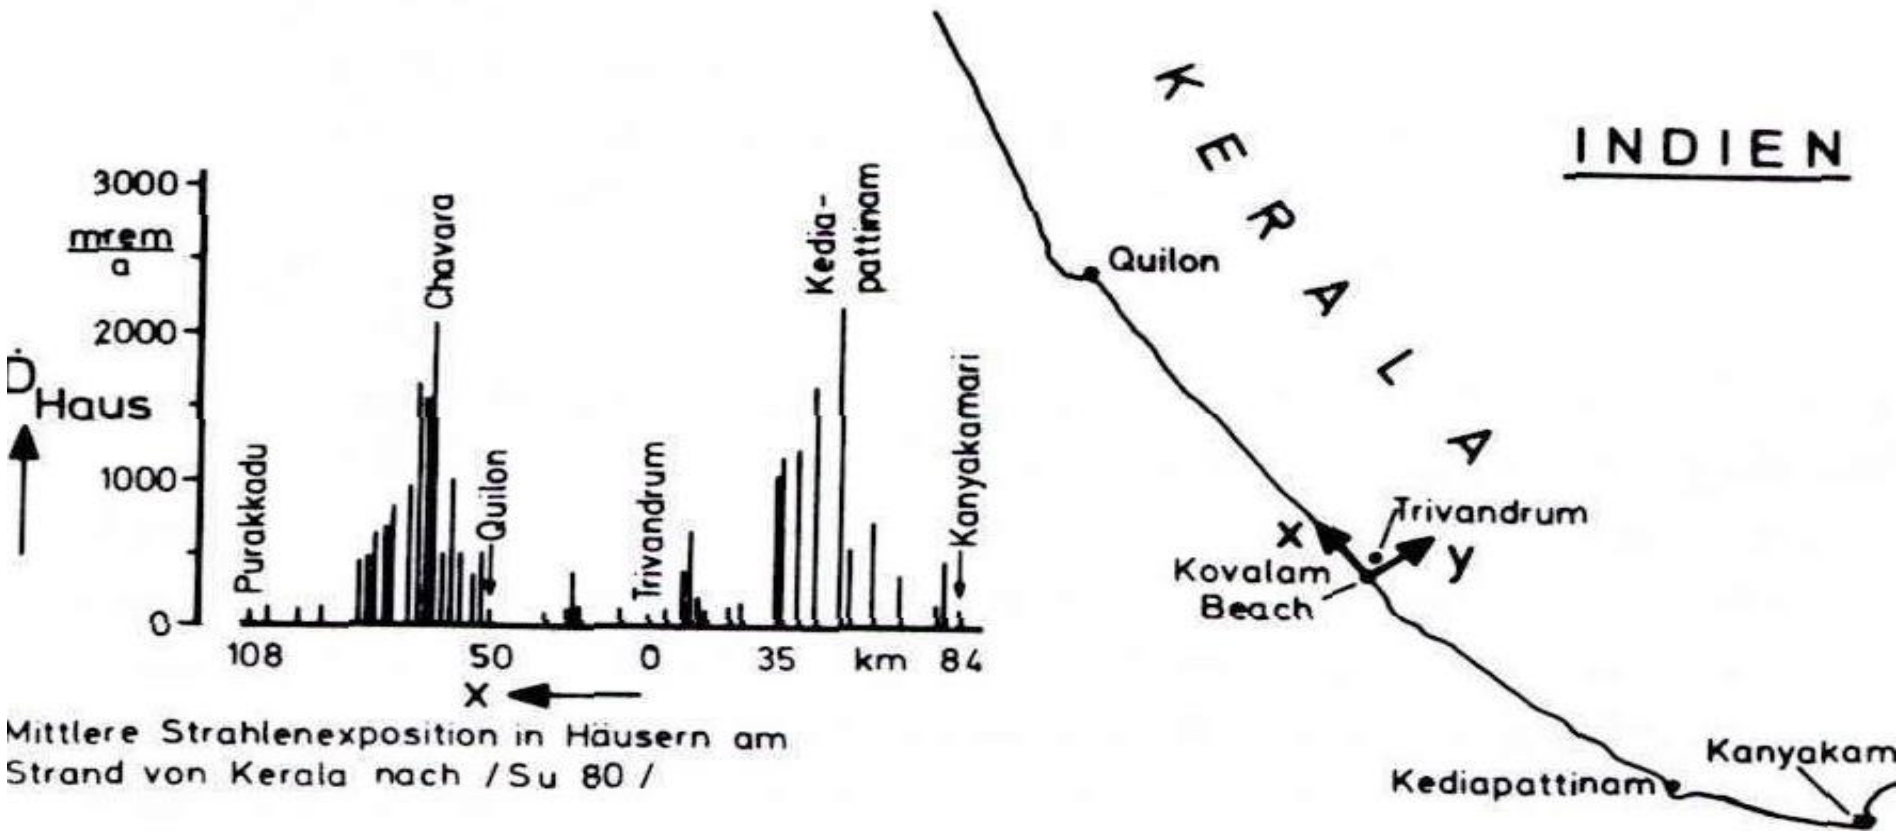 3000
mrem
a
2000
Ḋ
Haus
1000
0
Purakkadu
Chavara
Quilon
Trivandrum
Kedia-
pattinam
Kanyakamari
108
50
0
35
km
84
x
Mittlere Strahlenexposition in Häusern am
Strand von Kerala nach /Su 80/
KERALA
INDIEN
Quilon
Trivandrum
x
y
Kovalam
Beach
Kediapattinam
Kanyakam